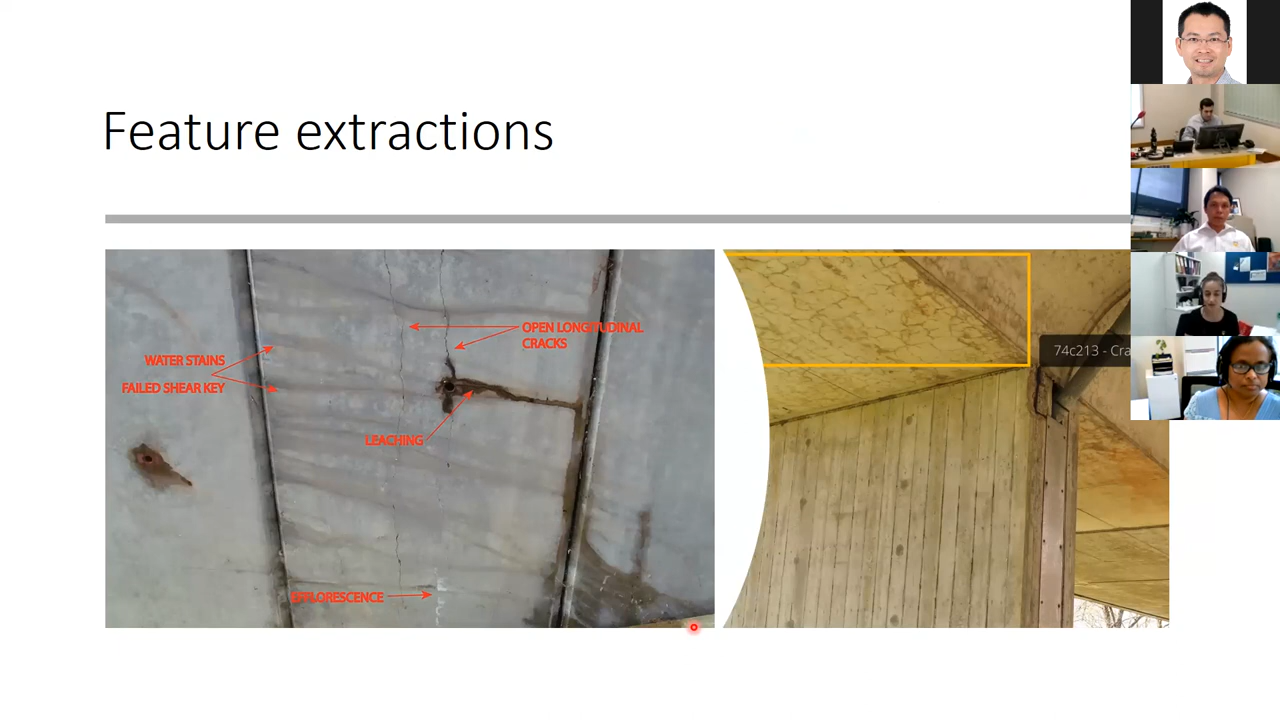 Feature extractions
OPEN LONGITUDINAL
CRACKS
WATER STAINS
FAILED SHEAR KEY
LEACHING
EFFLORESCENCE
74c213 - Cra